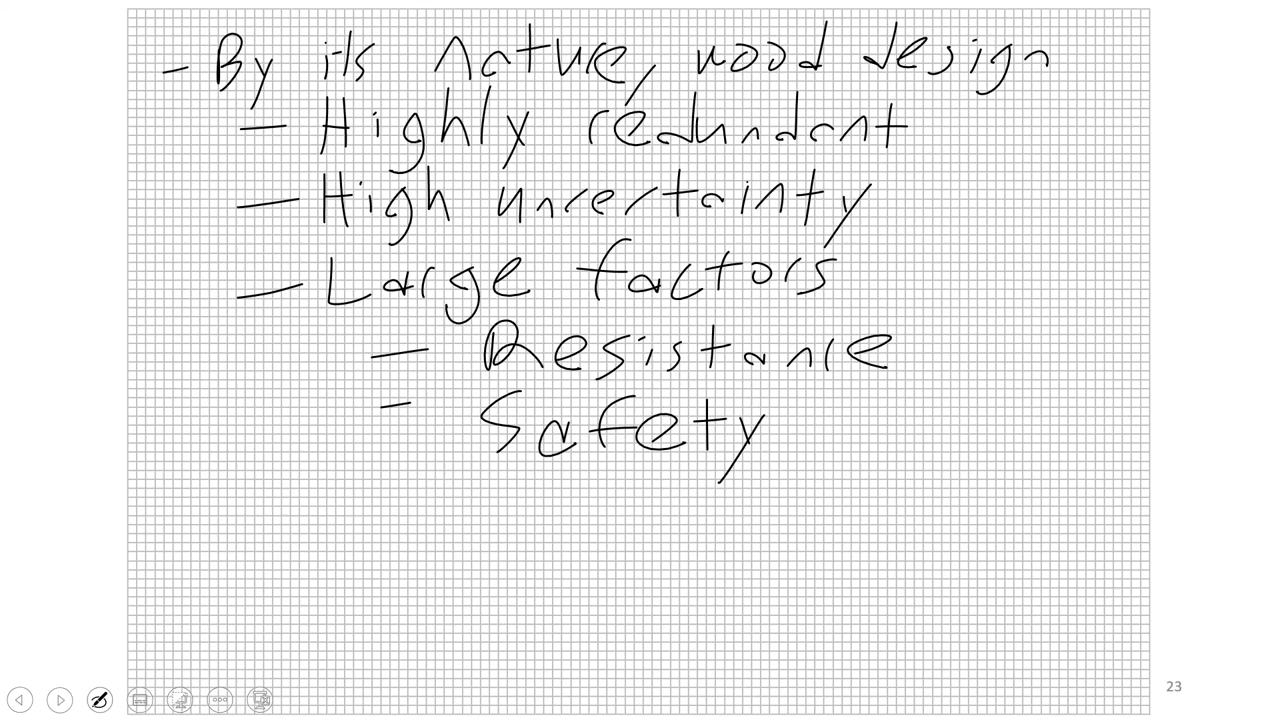 - By its nature, wood design
- Highly redundant
- High uncertainty
- Large factors
- Resistance
- Safety
23